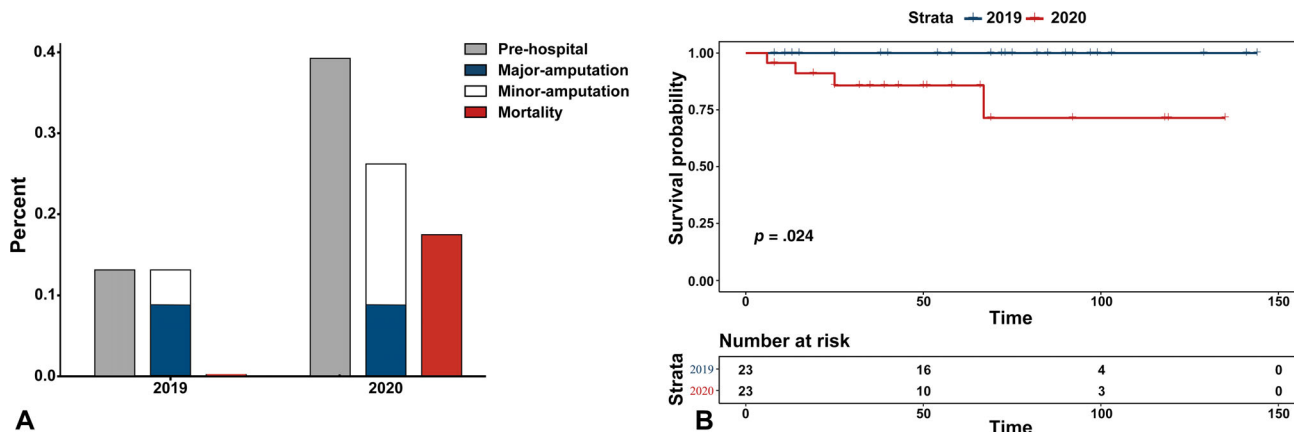 0.4
0.3
0.2
0.1
0.0
Percent
2019
2020
Pre-hospital
Major-amputation
Minor-amputation
Mortality
A
Strata 2019 2020
1.00
0.75
0.50
0.25
0.00
Survival probability
p = .024
0 50 100 150
Time
Number at risk
Strata
2019 23 16 4 0
2020 23 10 3 0
0 50 100 150
Time
B